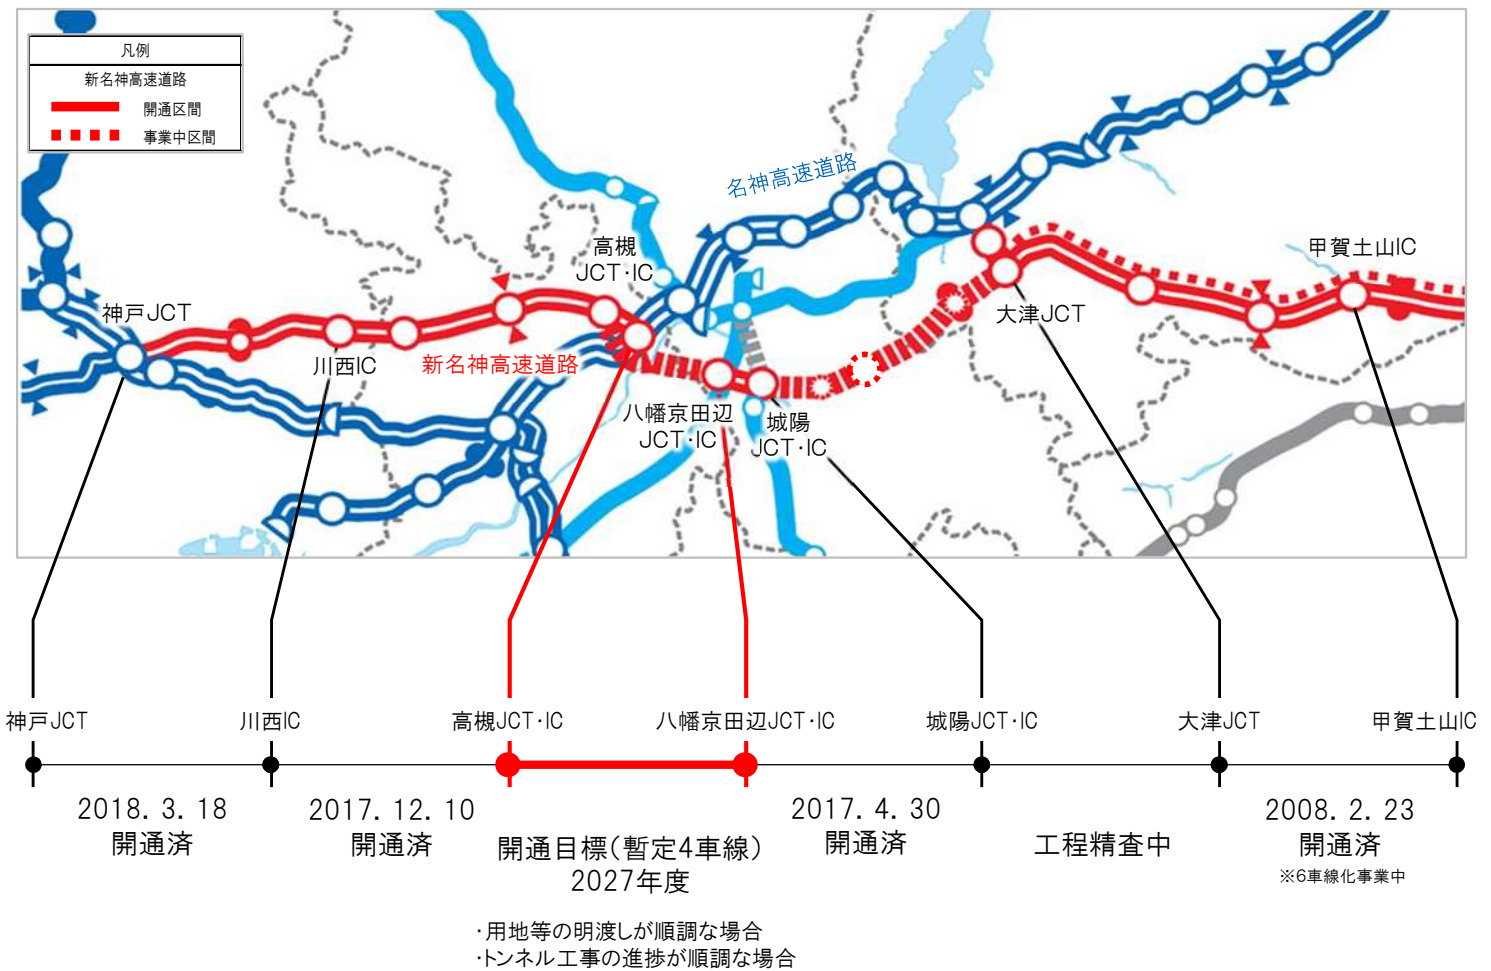 凡例
新名神高速道路
開通区間
事業中区間
名神高速道路
高槻
JCT・IC
甲賀土山IC
神戸JCT
大津JCT
川西IC
新名神高速道路
八幡京田辺
JCT・IC
城陽
JCT・IC
神戸JCT
川西IC
高槻JCT・IC
八幡京田辺JCT・IC
城陽JCT・IC
大津JCT
甲賀土山IC
2018．3．18
開通済
2017．12．10
開通済
開通目標（暫定4車線）
2027年度
2017．4．30
開通済
工程精査中
2008．2．23
開通済
※6車線化事業中
・用地等の明渡しが順調な場合
・トンネル工事の進捗が順調な場合